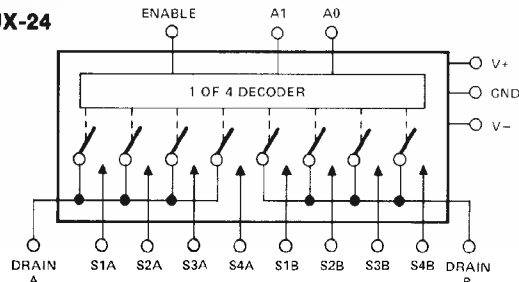 JX-24
ENABLE A1 A0
V+
1 OF 4 DECODER
GND
V−
DRAIN A S1A S2A S3A S4A S1B S2B S3B S4B DRAIN